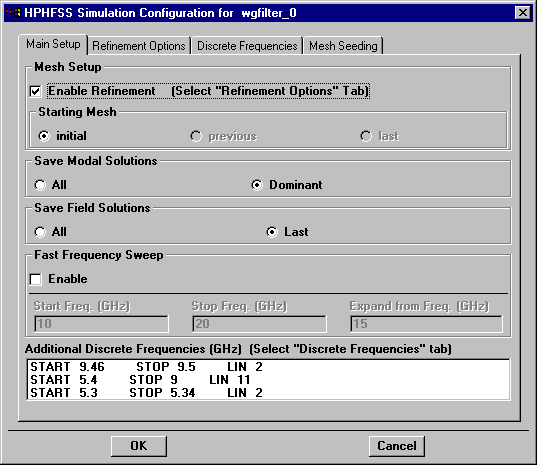 HPHFSS Simulation Configuration for wgfilter_0
Main Setup Refinement Options Discrete Frequencies Mesh Seeding
Mesh Setup
Enable Refinement (Select "Refinement Options" Tab)
Starting Mesh
initial previous last
Save Modal Solutions
All Dominant
Save Field Solutions
All Last
Fast Frequency Sweep
Enable
Start Freq. (GHz) Stop Freq. (GHz) Expand from Freq. (GHz)
10 20 15
Additional Discrete Frequencies (GHz) (Select "Discrete Frequencies" tab)
START 9.46 STOP 9.5 LIN 2
START 5.4 STOP 9 LIN 11
START 5.3 STOP 5.34 LIN 2
OK Cancel